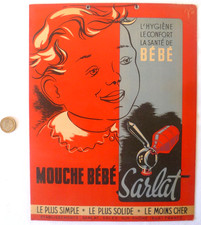 L'HYGIÈNE
LE CONFORT
LA SANTÉ DE
BÉBÉ
MOUCHE BÉBÉ
Sarlat
LE PLUS SIMPLE • LE PLUS SOLIDE • LE MOINS CHER